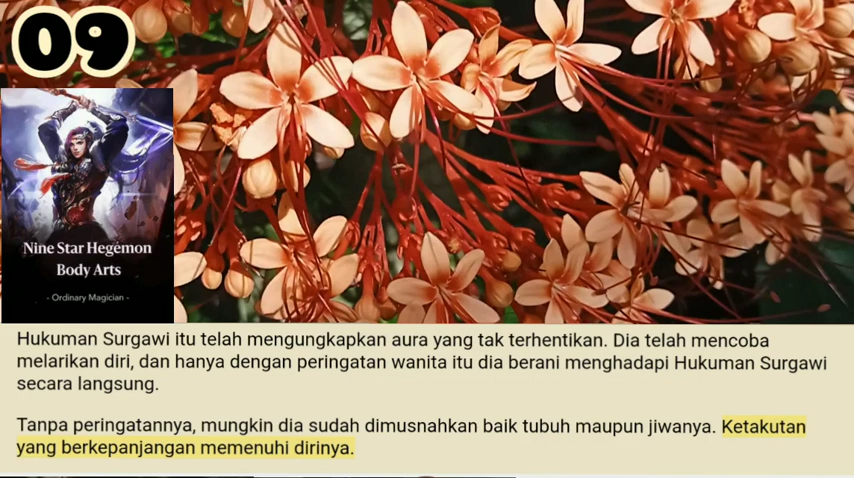 09
Nine Star Hegemon
Body Arts
- Ordinary Magician -
Hukuman Surgawi itu telah mengungkapkan aura yang tak terhentikan. Dia telah mencoba
melarikan diri, dan hanya dengan peringatan wanita itu dia berani menghadapi Hukuman Surgawi
secara langsung.
Tanpa peringatannya, mungkin dia sudah dimusnahkan baik tubuh maupun jiwanya. Ketakutan
yang berkepanjangan memenuhi dirinya.